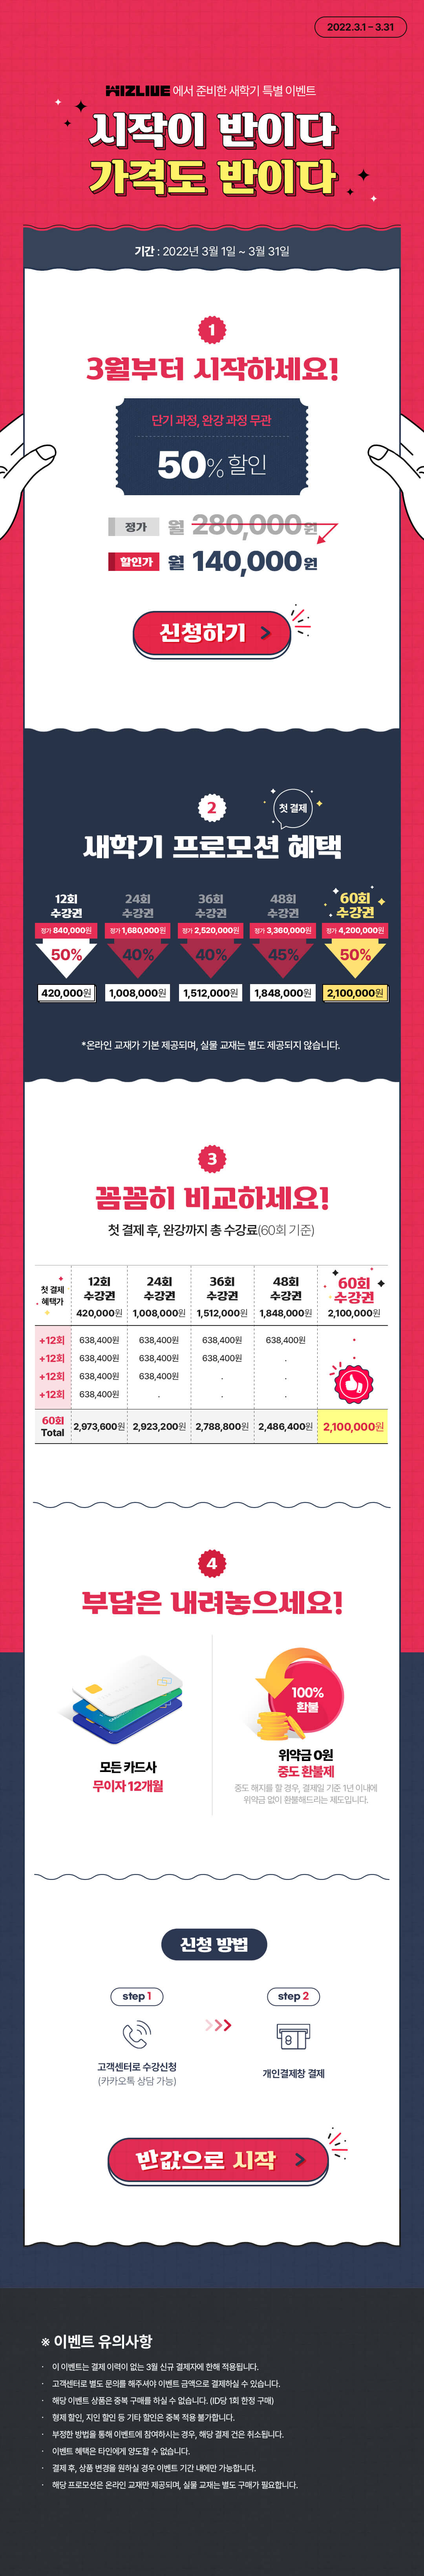 2022.3.1 – 3.31
WIZLIVE에서 준비한 새학기 특별 이벤트
시작이 반이다
가격도 반이다
기간 : 2022년 3월 1일 ~ 3월 31일
1
3월부터 시작하세요!
단기 과정, 완강 과정 무관
50% 할인
정가 월 280,000원
할인가 월 140,000원
신청하기 >
2
첫 결제
새학기 프로모션 혜택
12회 수강권 24회 수강권 36회 수강권 48회 수강권 60회 수강권
정가 840,000원 정가 1,680,000원 정가 2,520,000원 정가 3,360,000원 정가 4,200,000원
50% 40% 40% 45% 50%
420,000원 1,008,000원 1,512,000원 1,848,000원 2,100,000원
*온라인 교재가 기본 제공되며, 실물 교재는 별도 제공되지 않습니다.
3
꼼꼼히 비교하세요!
첫 결제 후, 완강까지 총 수강료(60회 기준)
첫 결제 혜택가 12회 수강권 24회 수강권 36회 수강권 48회 수강권 60회 수강권
420,000원 1,008,000원 1,512,000원 1,848,000원 2,100,000원
+12회 638,400원 638,400원 638,400원 638,400원
+12회 638,400원 638,400원 638,400원 .
+12회 638,400원 638,400원 . .
+12회 638,400원 . . .
60회 Total 2,973,600원 2,923,200원 2,788,800원 2,486,400원 2,100,000원
4
부담은 내려놓으세요!
모든 카드사
무이자 12개월
100%
환불
위약금 0원
중도 환불제
중도 해지를 할 경우, 결제일 기준 1년 이내에
위약금 없이 환불해드리는 제도입니다.
신청 방법
step 1
고객센터로 수강신청
(카카오톡 상담 가능)
step 2
개인결제창 결제
반값으로 시작 >
※ 이벤트 유의사항
· 이 이벤트는 결제 이력이 없는 3월 신규 결제자에 한해 적용됩니다.
· 고객센터로 별도 문의를 해주셔야 이벤트 금액으로 결제하실 수 있습니다.
· 해당 이벤트 상품은 중복 구매를 하실 수 없습니다. (ID당 1회 한정 구매)
· 형제 할인, 지인 할인 등 기타 할인은 중복 적용 불가합니다.
· 부정한 방법을 통해 이벤트에 참여하시는 경우, 해당 결제 건은 취소됩니다.
· 이벤트 혜택은 타인에게 양도할 수 없습니다.
· 결제 후, 상품 변경을 원하실 경우 이벤트 기간 내에만 가능합니다.
· 해당 프로모션은 온라인 교재만 제공되며, 실물 교재는 별도 구매가 필요합니다.